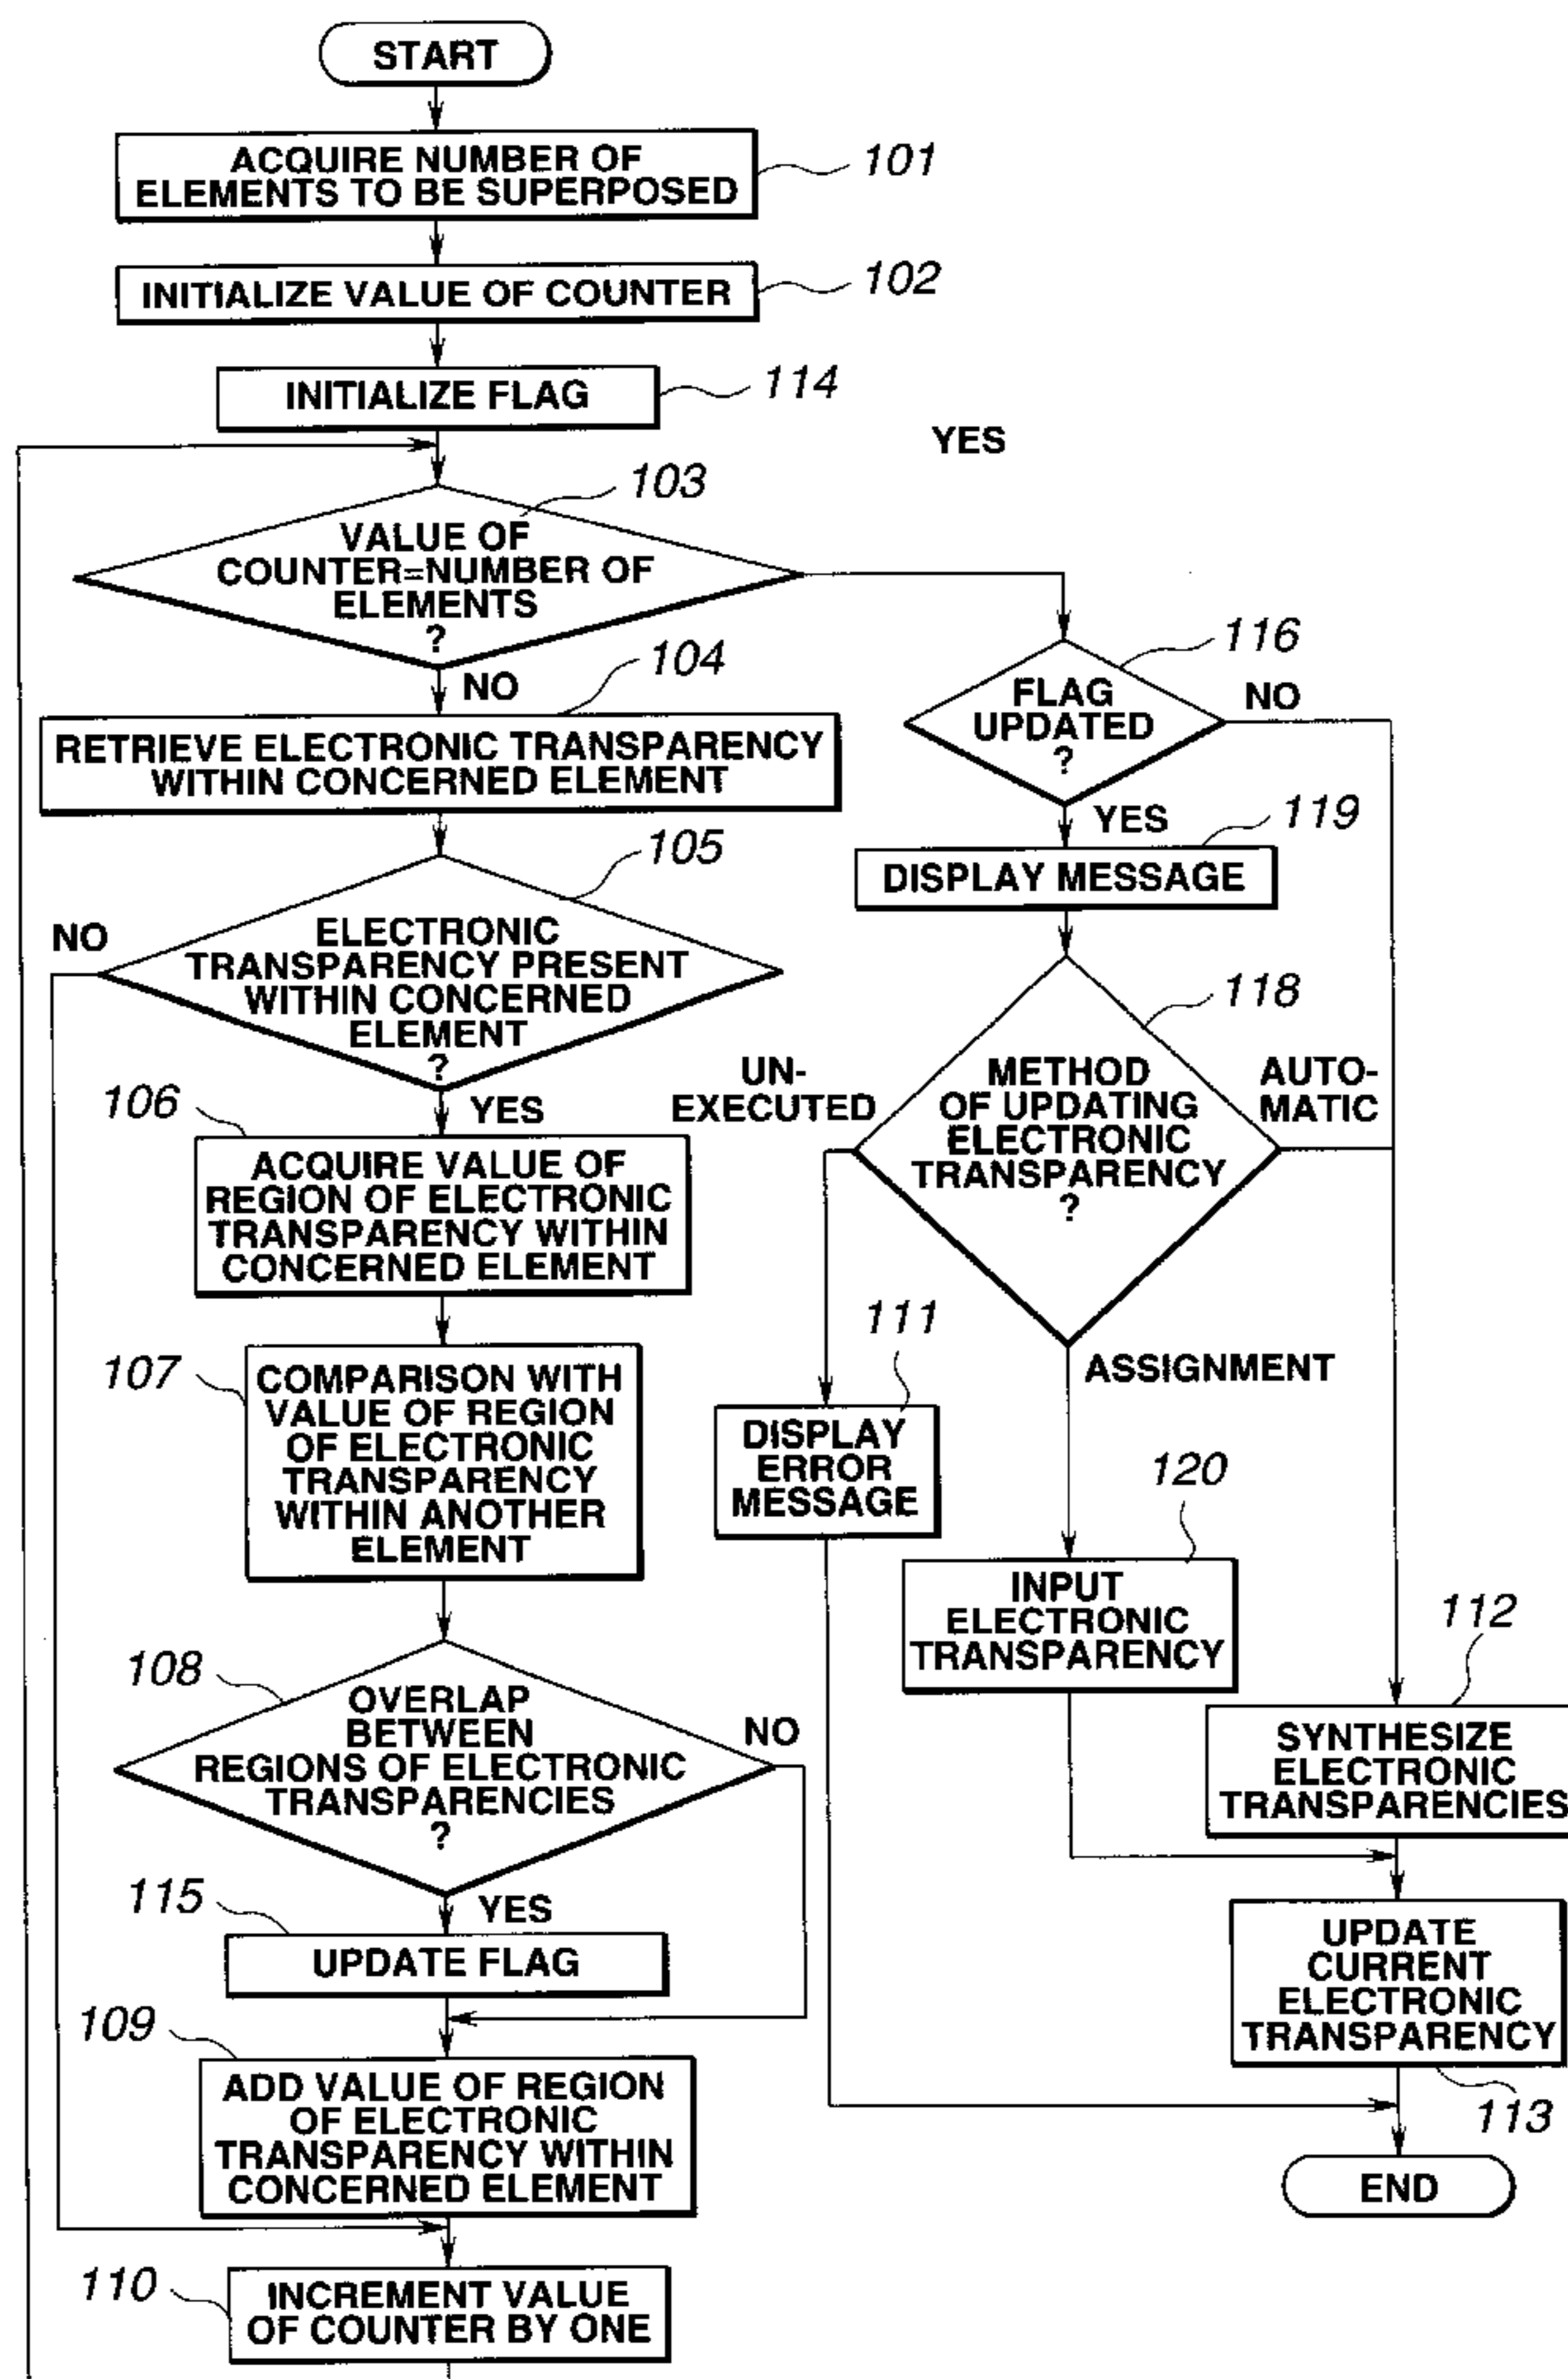 START
ACQUIRE NUMBER OF
ELEMENTS TO BE SUPERPOSED
101
INITIALIZE VALUE OF COUNTER
102
INITIALIZE FLAG
114
YES
103
VALUE OF
COUNTER=NUMBER OF
ELEMENTS
?
NO
104
RETRIEVE ELECTRONIC TRANSPARENCY
WITHIN CONCERNED ELEMENT
105
NO
ELECTRONIC
TRANSPARENCY PRESENT
WITHIN CONCERNED
ELEMENT
?
YES
106
ACQUIRE VALUE OF
REGION OF ELECTRONIC
TRANSPARENCY WITHIN
CONCERNED ELEMENT
107
COMPARISON WITH
VALUE OF REGION
OF ELECTRONIC
TRANSPARENCY
WITHIN ANOTHER
ELEMENT
108
OVERLAP
BETWEEN
REGIONS OF ELECTRONIC
TRANSPARENCIES
?
NO
YES
115
UPDATE FLAG
109
ADD VALUE OF REGION
OF ELECTRONIC
TRANSPARENCY WITHIN
CONCERNED ELEMENT
110
INCREMENT VALUE
OF COUNTER BY ONE
116
FLAG
UPDATED
?
NO
YES
119
DISPLAY MESSAGE
118
METHOD
OF UPDATING
ELECTRONIC
TRANSPARENCY
?
UN-
EXECUTED
AUTO-
MATIC
ASSIGNMENT
111
DISPLAY
ERROR
MESSAGE
120
INPUT
ELECTRONIC
TRANSPARENCY
112
SYNTHESIZE
ELECTRONIC
TRANSPARENCIES
UPDATE
CURRENT
ELECTRONIC
TRANSPARENCY
113
END